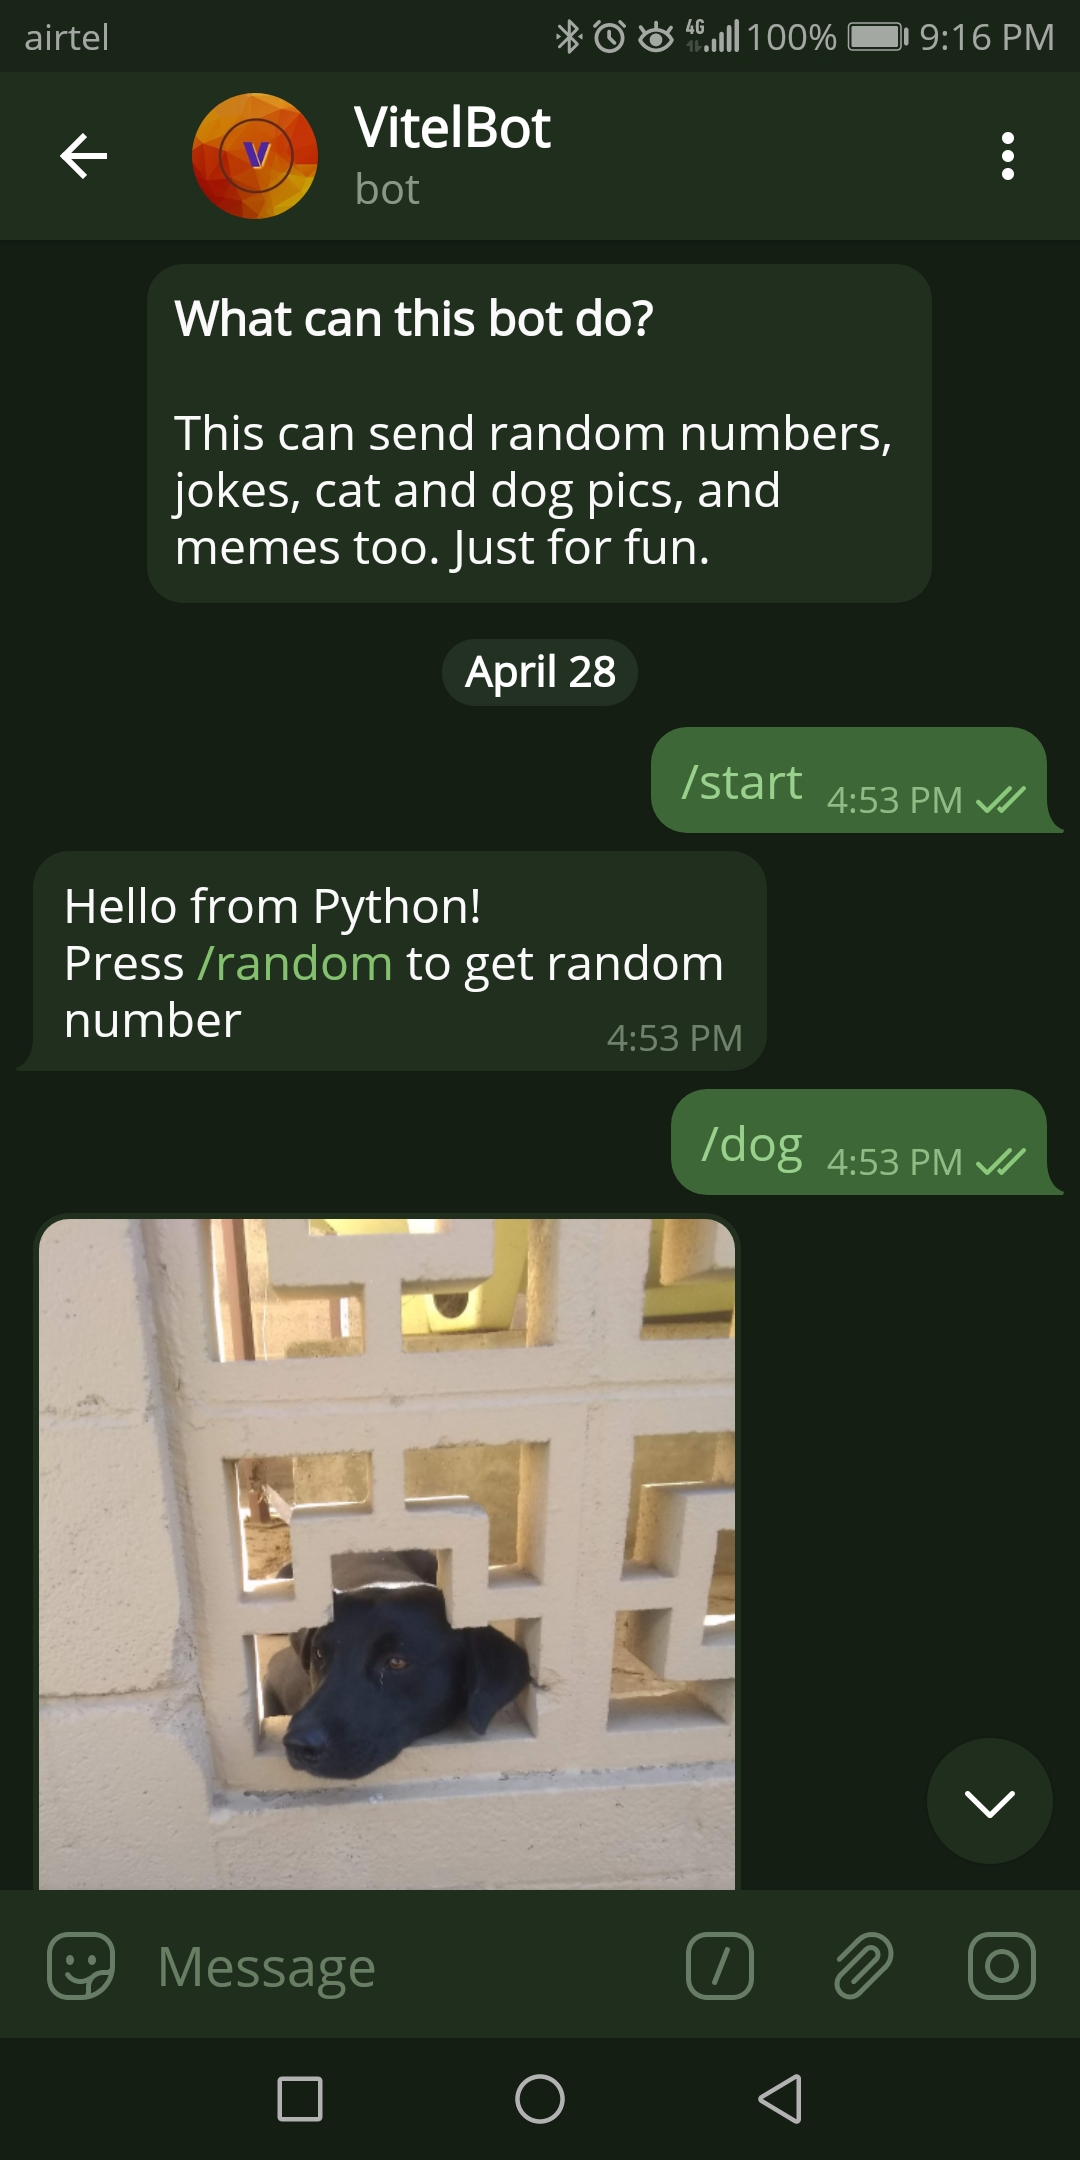 airtel
4G
100%
9:16 PM
V
VitelBot
bot
What can this bot do?
This can send random numbers,
jokes, cat and dog pics, and
memes too. Just for fun.
April 28
/start 4:53 PM
Hello from Python!
Press /random to get random
number
4:53 PM
/dog 4:53 PM
Message